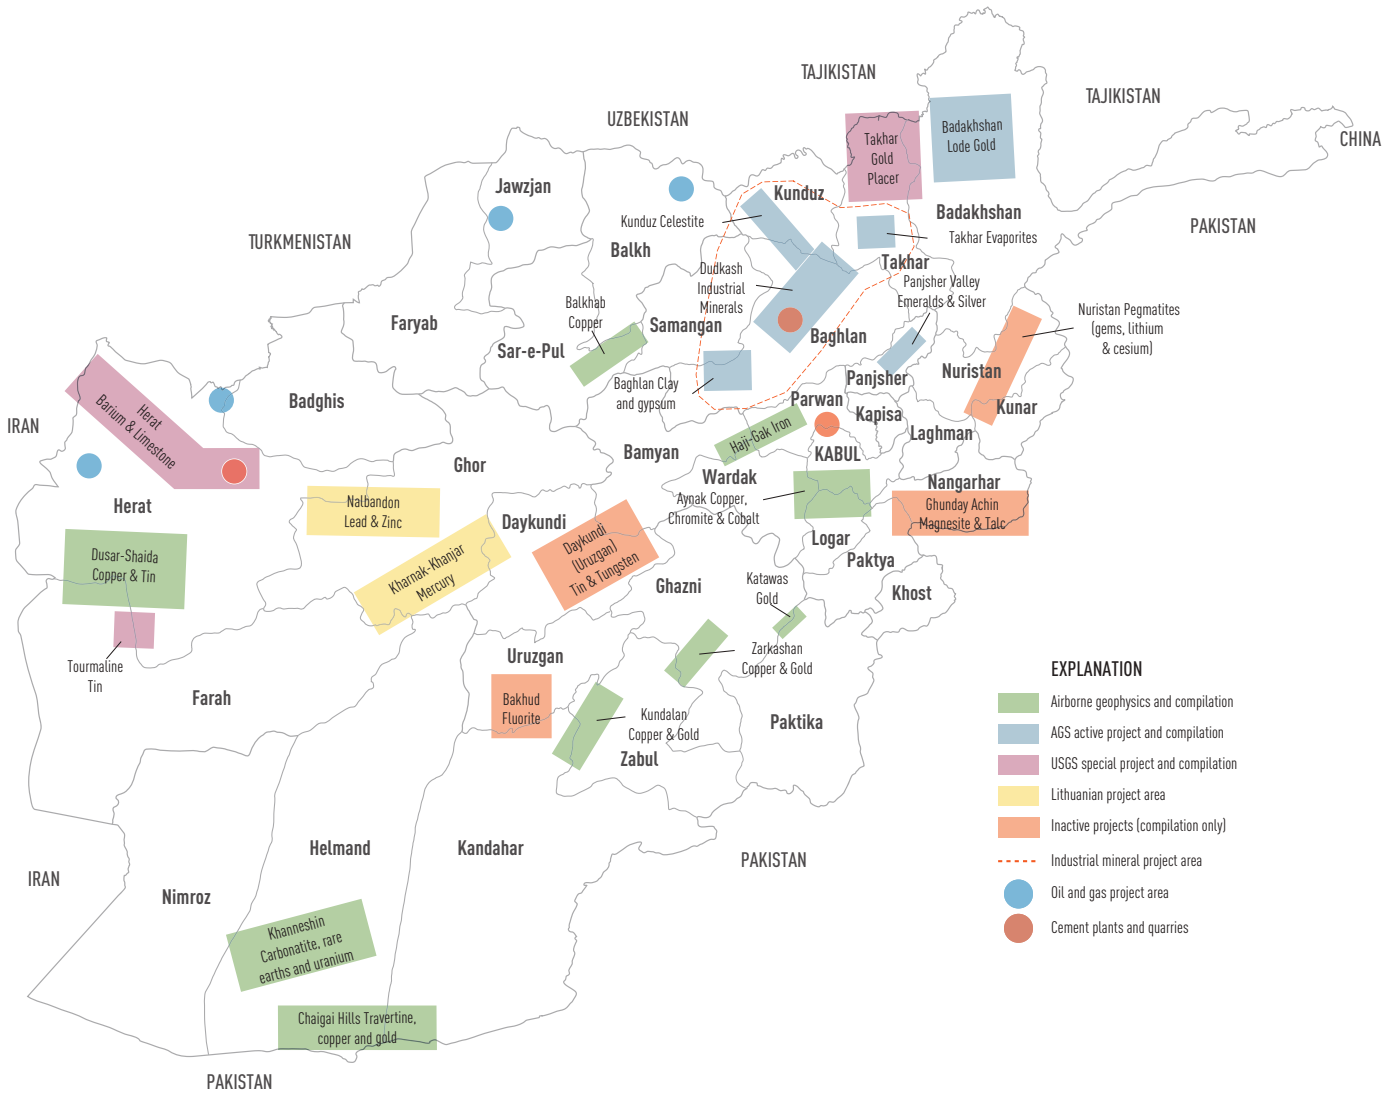 TAJIKISTAN
TAJIKISTAN
UZBEKISTAN
CHINA
TURKMENISTAN
PAKISTAN
IRAN
IRAN
PAKISTAN
PAKISTAN
Jawzjan
Balkh
Kunduz
Badakhshan
Takhar
Faryab
Sar-e-Pul
Samangan
Baghlan
Badghis
Panjsher
Nuristan
Parwan
Kapisa
Kunar
Laghman
Bamyan
KABUL
Ghor
Wardak
Nangarhar
Herat
Daykundi
Logar
Paktya
Khost
Ghazni
Uruzgan
Farah
Paktika
Zabul
Helmand
Kandahar
Nimroz
Takhar
Gold
Placer
Badakhshan
Lode Gold
Kunduz Celestite
Takhar Evaporites
Dudkash
Industrial
Minerals
Panjsher Valley
Emeralds & Silver
Balkhab
Copper
Nuristan Pegmatites
(gems, lithium
& cesium)
Baghlan Clay
and gypsum
Haji-Gak Iron
Herat
Barium & Limestone
Nalbandon
Lead & Zinc
Aynak Copper,
Chromite & Cobalt
Ghunday Achin
Magnesite & Talc
Dusar-Shaida
Copper & Tin
Kharnak-Khanjar
Mercury
Daykundi
(Uruzgan)
Tin & Tungsten
Katawas
Gold
Tourmaline
Tin
Zarkashan
Copper & Gold
Bakhud
Fluorite
Kundalan
Copper & Gold
Khanneshin
Carbonatite, rare
earths and uranium
Chaigai Hills Travertine,
copper and gold
EXPLANATION
Airborne geophysics and compilation
AGS active project and compilation
USGS special project and compilation
Lithuanian project area
Inactive projects (compilation only)
Industrial mineral project area
Oil and gas project area
Cement plants and quarries